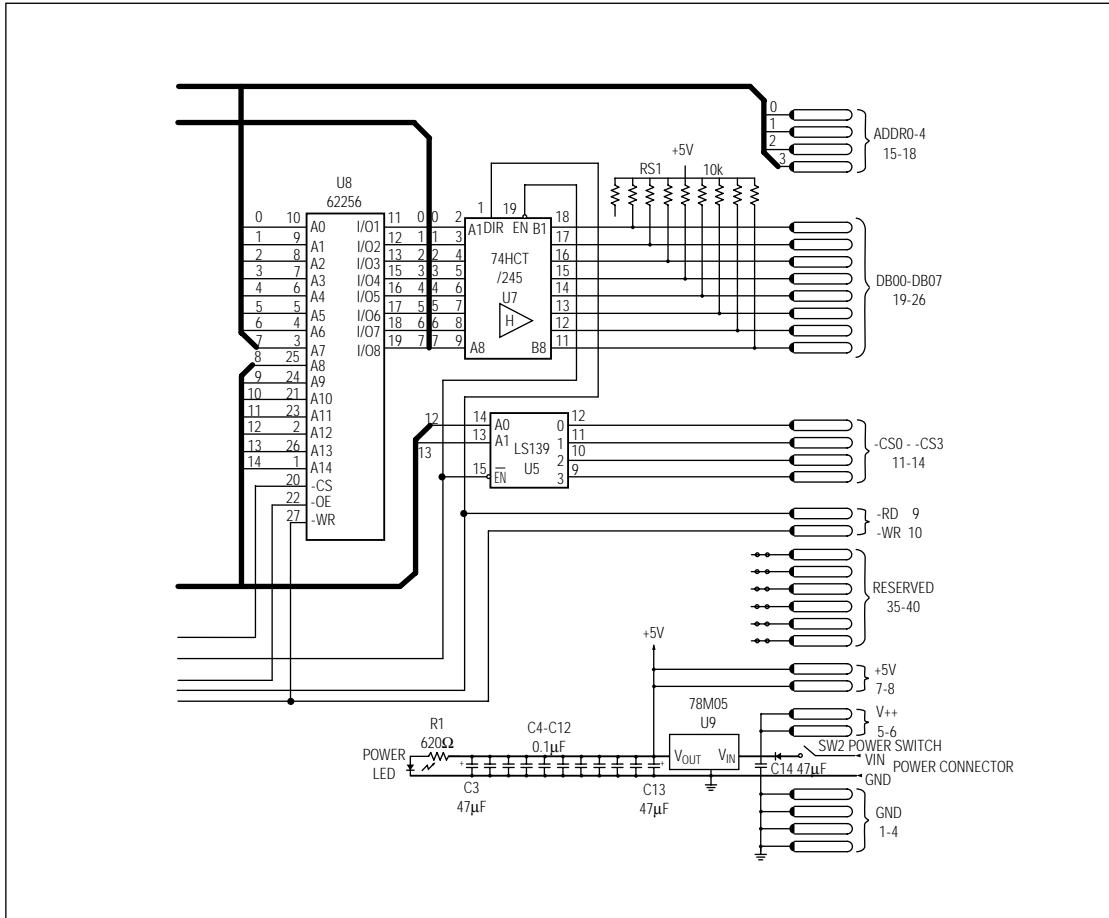 0
1
2
3
ADDR0-4
15-18
+5V
RS1
10k
U8
62256
1
19
0 10 A0 I/O1 11 0 0 2 A1 DIR EN B1 18
1 9 A1 I/O2 12 1 1 3 17
2 8 A2 I/O3 13 2 2 4 74HCT 16
3 7 A3 I/O4 15 3 3 5 /245 15
4 6 A4 I/O5 16 4 4 6 U7 14
5 5 A5 I/O6 17 5 5 7 13
6 4 A6 I/O7 18 6 6 8 H 12
7 3 A7 I/O8 19 7 7 9 A8 B8 11
DB00-DB07
19-26
8 25 A8
9 24 A9
10 21 A10
11 23 A11
12 2 A12
13 26 A13
14 1 A14
20 -CS
22 -OE
27 -WR
12 14 A0 0 12
13 13 A1 1 11
LS139 2 10
U5 3 9
15 EN
-CS0 - -CS3
11-14
-RD 9
-WR 10
RESERVED
35-40
+5V
+5V
7-8
78M05
U9
V++
5-6
R1
620Ω
C4-C12
0.1µF
POWER
LED
+
+
VOUT
VIN
SW2 POWER SWITCH
VIN
C14 47µF
POWER CONNECTOR
GND
C3
47µF
C13
47µF
GND
1-4